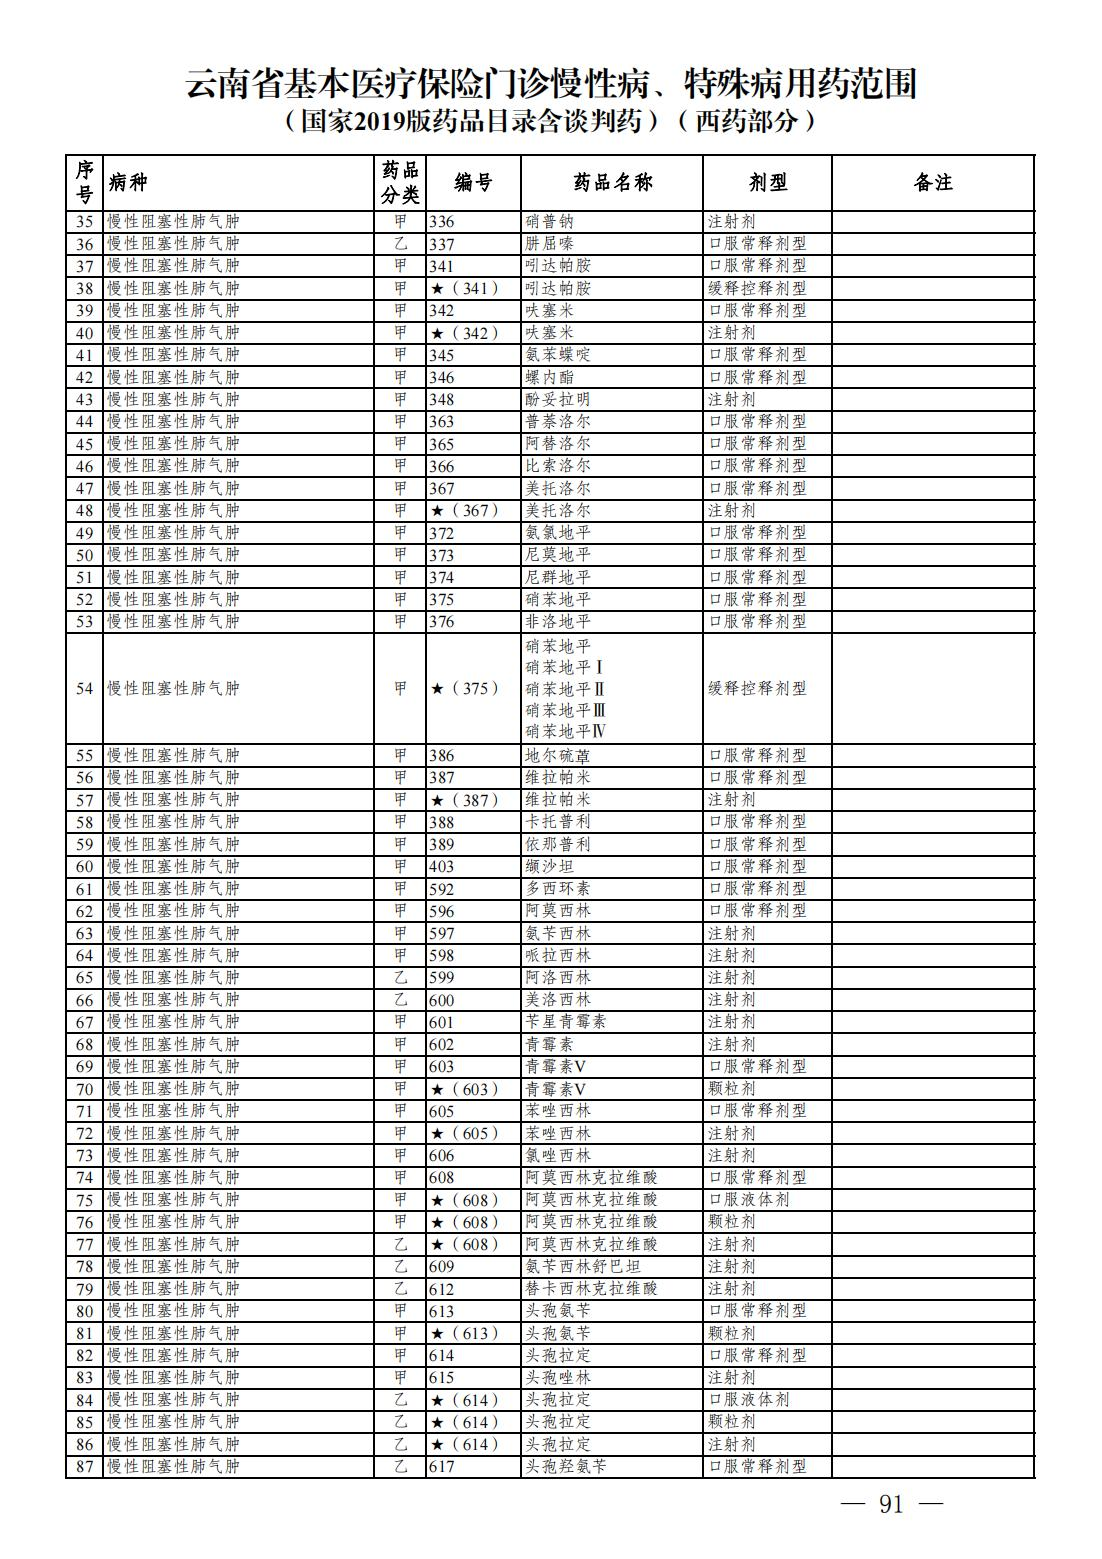 云南省基本医疗保险门诊慢性病、特殊病用药范围
（国家2019版药品目录含谈判药）（西药部分）
序号 病种 药品分类 编号 药品名称 剂型 备注
35 慢性阻塞性肺气肿 甲 336 硝普钠 注射剂
36 慢性阻塞性肺气肿 乙 337 肼屈嗪 口服常释剂型
37 慢性阻塞性肺气肿 甲 341 吲达帕胺 口服常释剂型
38 慢性阻塞性肺气肿 甲 ★（341） 吲达帕胺 缓释控释剂型
39 慢性阻塞性肺气肿 甲 342 呋塞米 口服常释剂型
40 慢性阻塞性肺气肿 甲 ★（342） 呋塞米 注射剂
41 慢性阻塞性肺气肿 甲 345 氨苯蝶啶 口服常释剂型
42 慢性阻塞性肺气肿 甲 346 螺内酯 口服常释剂型
43 慢性阻塞性肺气肿 甲 348 酚妥拉明 注射剂
44 慢性阻塞性肺气肿 甲 363 普萘洛尔 口服常释剂型
45 慢性阻塞性肺气肿 甲 365 阿替洛尔 口服常释剂型
46 慢性阻塞性肺气肿 甲 366 比索洛尔 口服常释剂型
47 慢性阻塞性肺气肿 甲 367 美托洛尔 口服常释剂型
48 慢性阻塞性肺气肿 甲 ★（367） 美托洛尔 注射剂
49 慢性阻塞性肺气肿 甲 372 氨氯地平 口服常释剂型
50 慢性阻塞性肺气肿 甲 373 尼莫地平 口服常释剂型
51 慢性阻塞性肺气肿 甲 374 尼群地平 口服常释剂型
52 慢性阻塞性肺气肿 甲 375 硝苯地平 口服常释剂型
53 慢性阻塞性肺气肿 甲 376 非洛地平 口服常释剂型
54 慢性阻塞性肺气肿 甲 ★（375） 硝苯地平
硝苯地平Ⅰ
硝苯地平Ⅱ
硝苯地平Ⅲ
硝苯地平Ⅳ 缓释控释剂型
55 慢性阻塞性肺气肿 甲 386 地尔硫䓬 口服常释剂型
56 慢性阻塞性肺气肿 甲 387 维拉帕米 口服常释剂型
57 慢性阻塞性肺气肿 甲 ★（387） 维拉帕米 注射剂
58 慢性阻塞性肺气肿 甲 388 卡托普利 口服常释剂型
59 慢性阻塞性肺气肿 甲 389 依那普利 口服常释剂型
60 慢性阻塞性肺气肿 甲 403 缬沙坦 口服常释剂型
61 慢性阻塞性肺气肿 甲 592 多西环素 口服常释剂型
62 慢性阻塞性肺气肿 甲 596 阿莫西林 口服常释剂型
63 慢性阻塞性肺气肿 甲 597 氨苄西林 注射剂
64 慢性阻塞性肺气肿 甲 598 哌拉西林 注射剂
65 慢性阻塞性肺气肿 乙 599 阿洛西林 注射剂
66 慢性阻塞性肺气肿 乙 600 美洛西林 注射剂
67 慢性阻塞性肺气肿 甲 601 苄星青霉素 注射剂
68 慢性阻塞性肺气肿 甲 602 青霉素 注射剂
69 慢性阻塞性肺气肿 甲 603 青霉素V 口服常释剂型
70 慢性阻塞性肺气肿 甲 ★（603） 青霉素V 颗粒剂
71 慢性阻塞性肺气肿 甲 605 苯唑西林 口服常释剂型
72 慢性阻塞性肺气肿 甲 ★（605） 苯唑西林 注射剂
73 慢性阻塞性肺气肿 甲 606 氯唑西林 注射剂
74 慢性阻塞性肺气肿 甲 608 阿莫西林克拉维酸 口服常释剂型
75 慢性阻塞性肺气肿 甲 ★（608） 阿莫西林克拉维酸 口服液体剂
76 慢性阻塞性肺气肿 甲 ★（608） 阿莫西林克拉维酸 颗粒剂
77 慢性阻塞性肺气肿 乙 ★（608） 阿莫西林克拉维酸 注射剂
78 慢性阻塞性肺气肿 乙 609 氨苄西林舒巴坦 注射剂
79 慢性阻塞性肺气肿 乙 612 替卡西林克拉维酸 注射剂
80 慢性阻塞性肺气肿 甲 613 头孢氨苄 口服常释剂型
81 慢性阻塞性肺气肿 甲 ★（613） 头孢氨苄 颗粒剂
82 慢性阻塞性肺气肿 甲 614 头孢拉定 口服常释剂型
83 慢性阻塞性肺气肿 甲 615 头孢唑林 注射剂
84 慢性阻塞性肺气肿 乙 ★（614） 头孢拉定 口服液体剂
85 慢性阻塞性肺气肿 乙 ★（614） 头孢拉定 颗粒剂
86 慢性阻塞性肺气肿 乙 ★（614） 头孢拉定 注射剂
87 慢性阻塞性肺气肿 乙 617 头孢羟氨苄 口服常释剂型
— 91 —